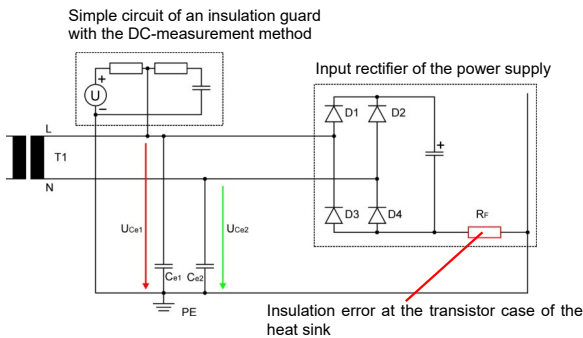 Simple circuit of an insulation guard
with the DC-measurement method
Input rectifier of the power supply
+
U
−
D1
D2
L
T1
+
N
D3
D4
RF
UCe1
UCe2
Ce1
Ce2
PE
Insulation error at the transistor case of the
heat sink